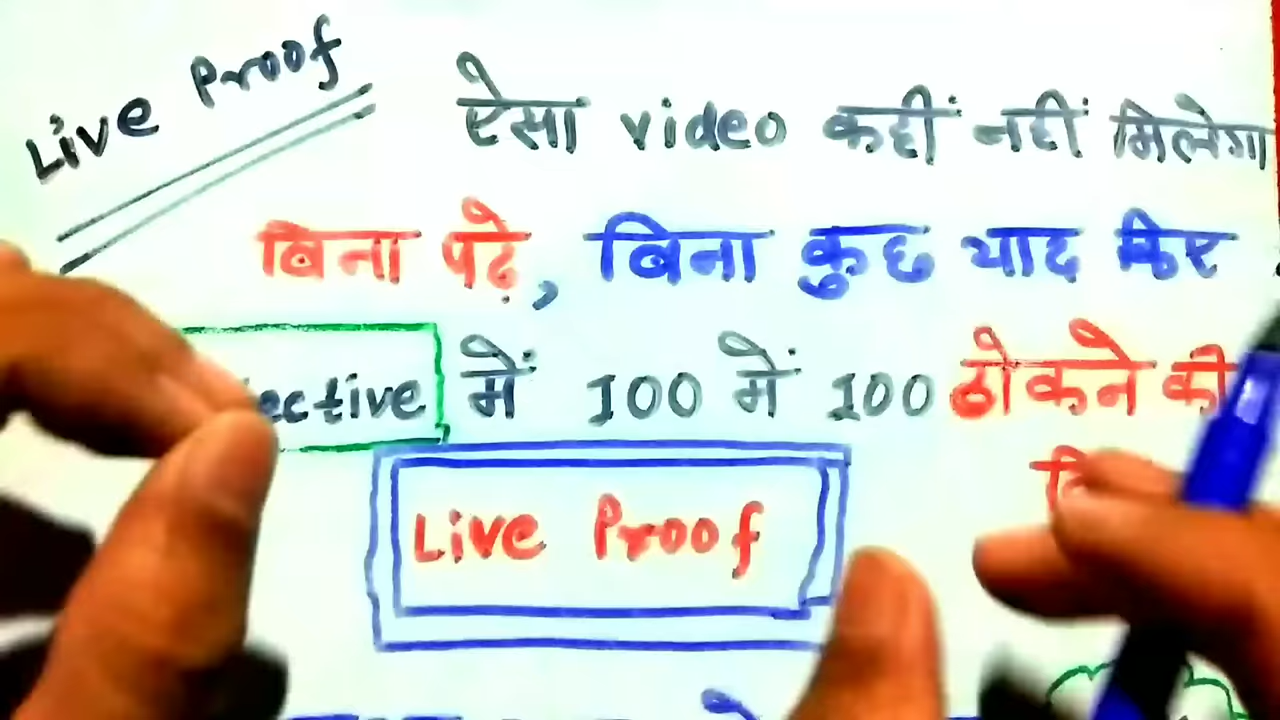 Live Proof
ऐसा video कहीं नहीं मिलेगा
बिना पढ़े, बिना कुछ याद किए
ective में 100 में 100 ठोकने की
Live Proof